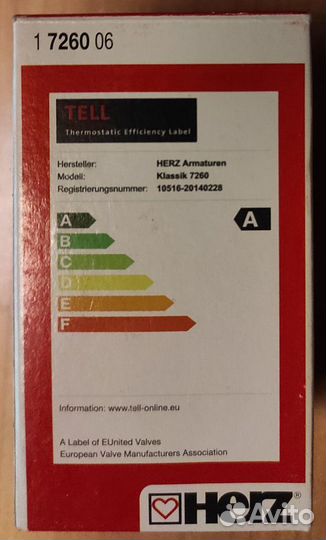 1 7260 06
TELL
Thermostatic Efficiency Label
Hersteller: HERZ Armaturen
Modell: Klassik 7260
Registrierungsnummer: 10516-20140228
A A
B
C
D
E
F
Information: www.tell-online.eu
A Label of EUnited Valves
European Valve Manufacturers Association
HERZ®
Avito